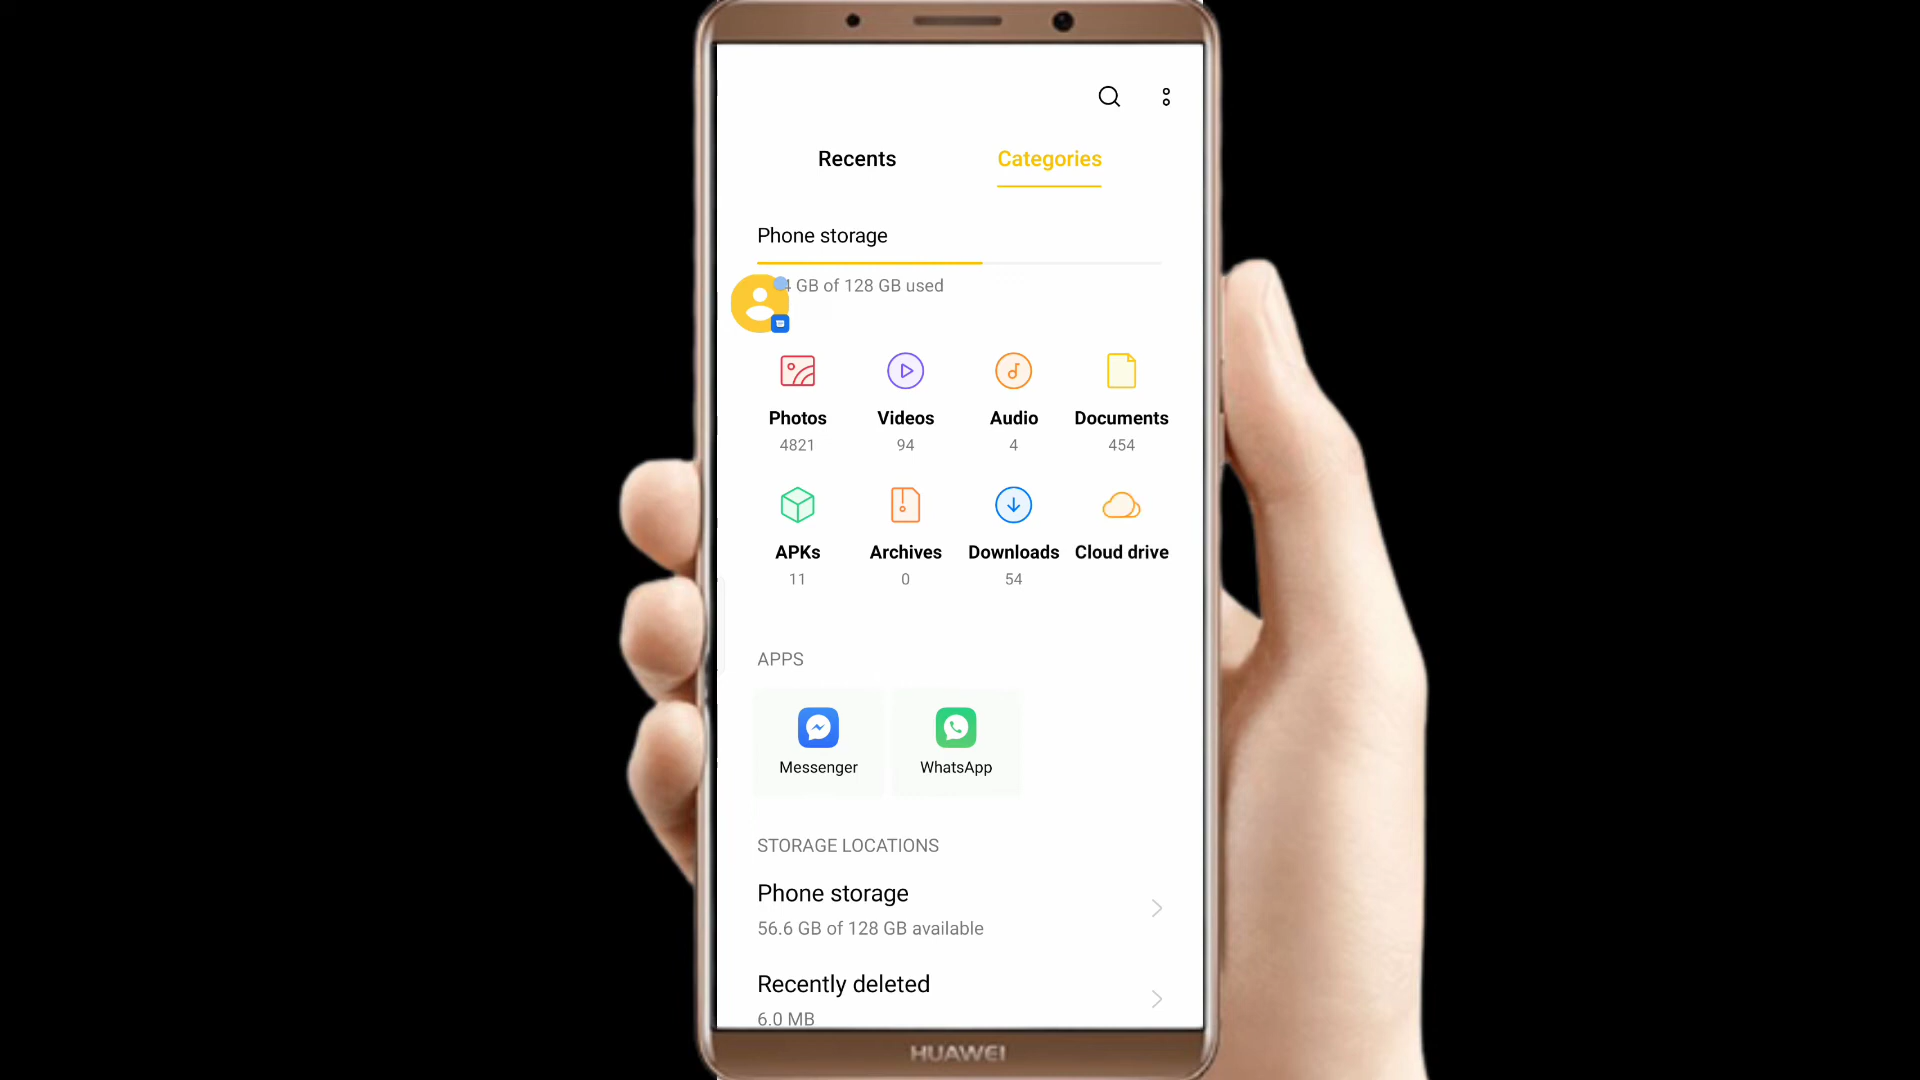 Recents Categories
Phone storage
4 GB of 128 GB used
Photos Videos Audio Documents
4821 94 4 454
APKs Archives Downloads Cloud drive
11 0 54
APPS
Messenger WhatsApp
STORAGE LOCATIONS
Phone storage
56.6 GB of 128 GB available
Recently deleted
6.0 MB
HUAWEI